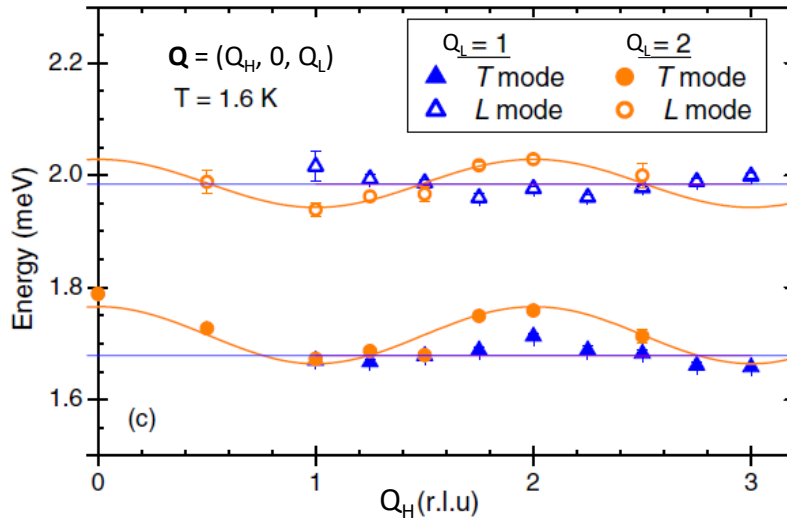 Q = (Q_H, 0, Q_L)
T = 1.6 K
Q_L = 1
T mode
L mode
Q_L = 2
T mode
L mode
2.2
2.0
1.8
1.6
Energy (meV)
(c)
0
1
2
3
Q_H (r.l.u)